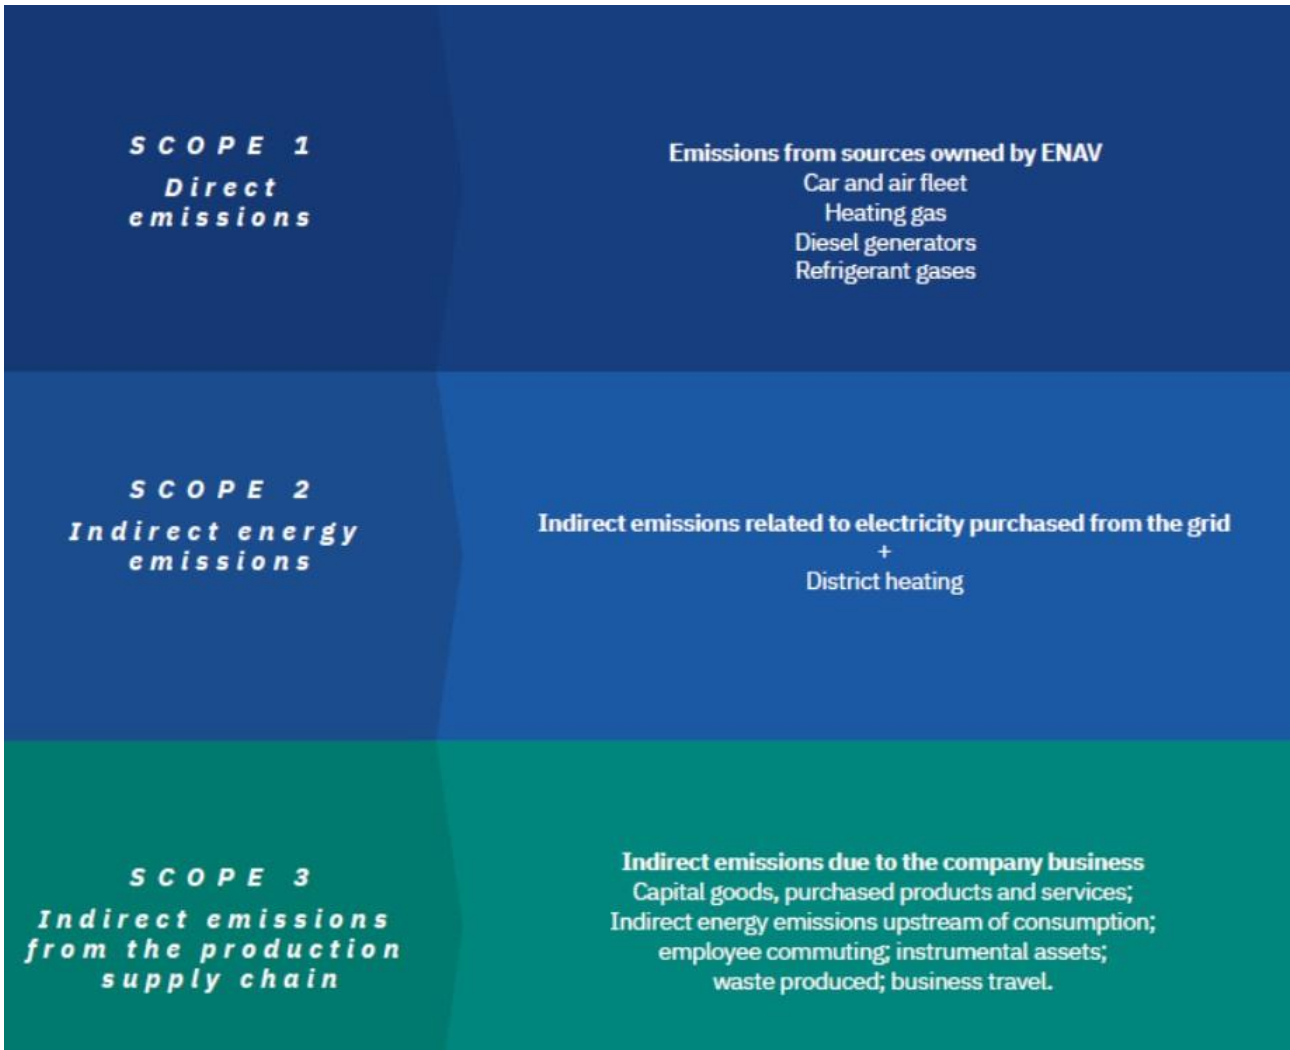 SCOPE 1
Direct
emissions
Emissions from sources owned by ENAV
Car and air fleet
Heating gas
Diesel generators
Refrigerant gases
SCOPE 2
Indirect energy
emissions
Indirect emissions related to electricity purchased from the grid
+
District heating
SCOPE 3
Indirect emissions
from the production
supply chain
Indirect emissions due to the company business
Capital goods, purchased products and services;
Indirect energy emissions upstream of consumption;
employee commuting; instrumental assets;
waste produced; business travel.